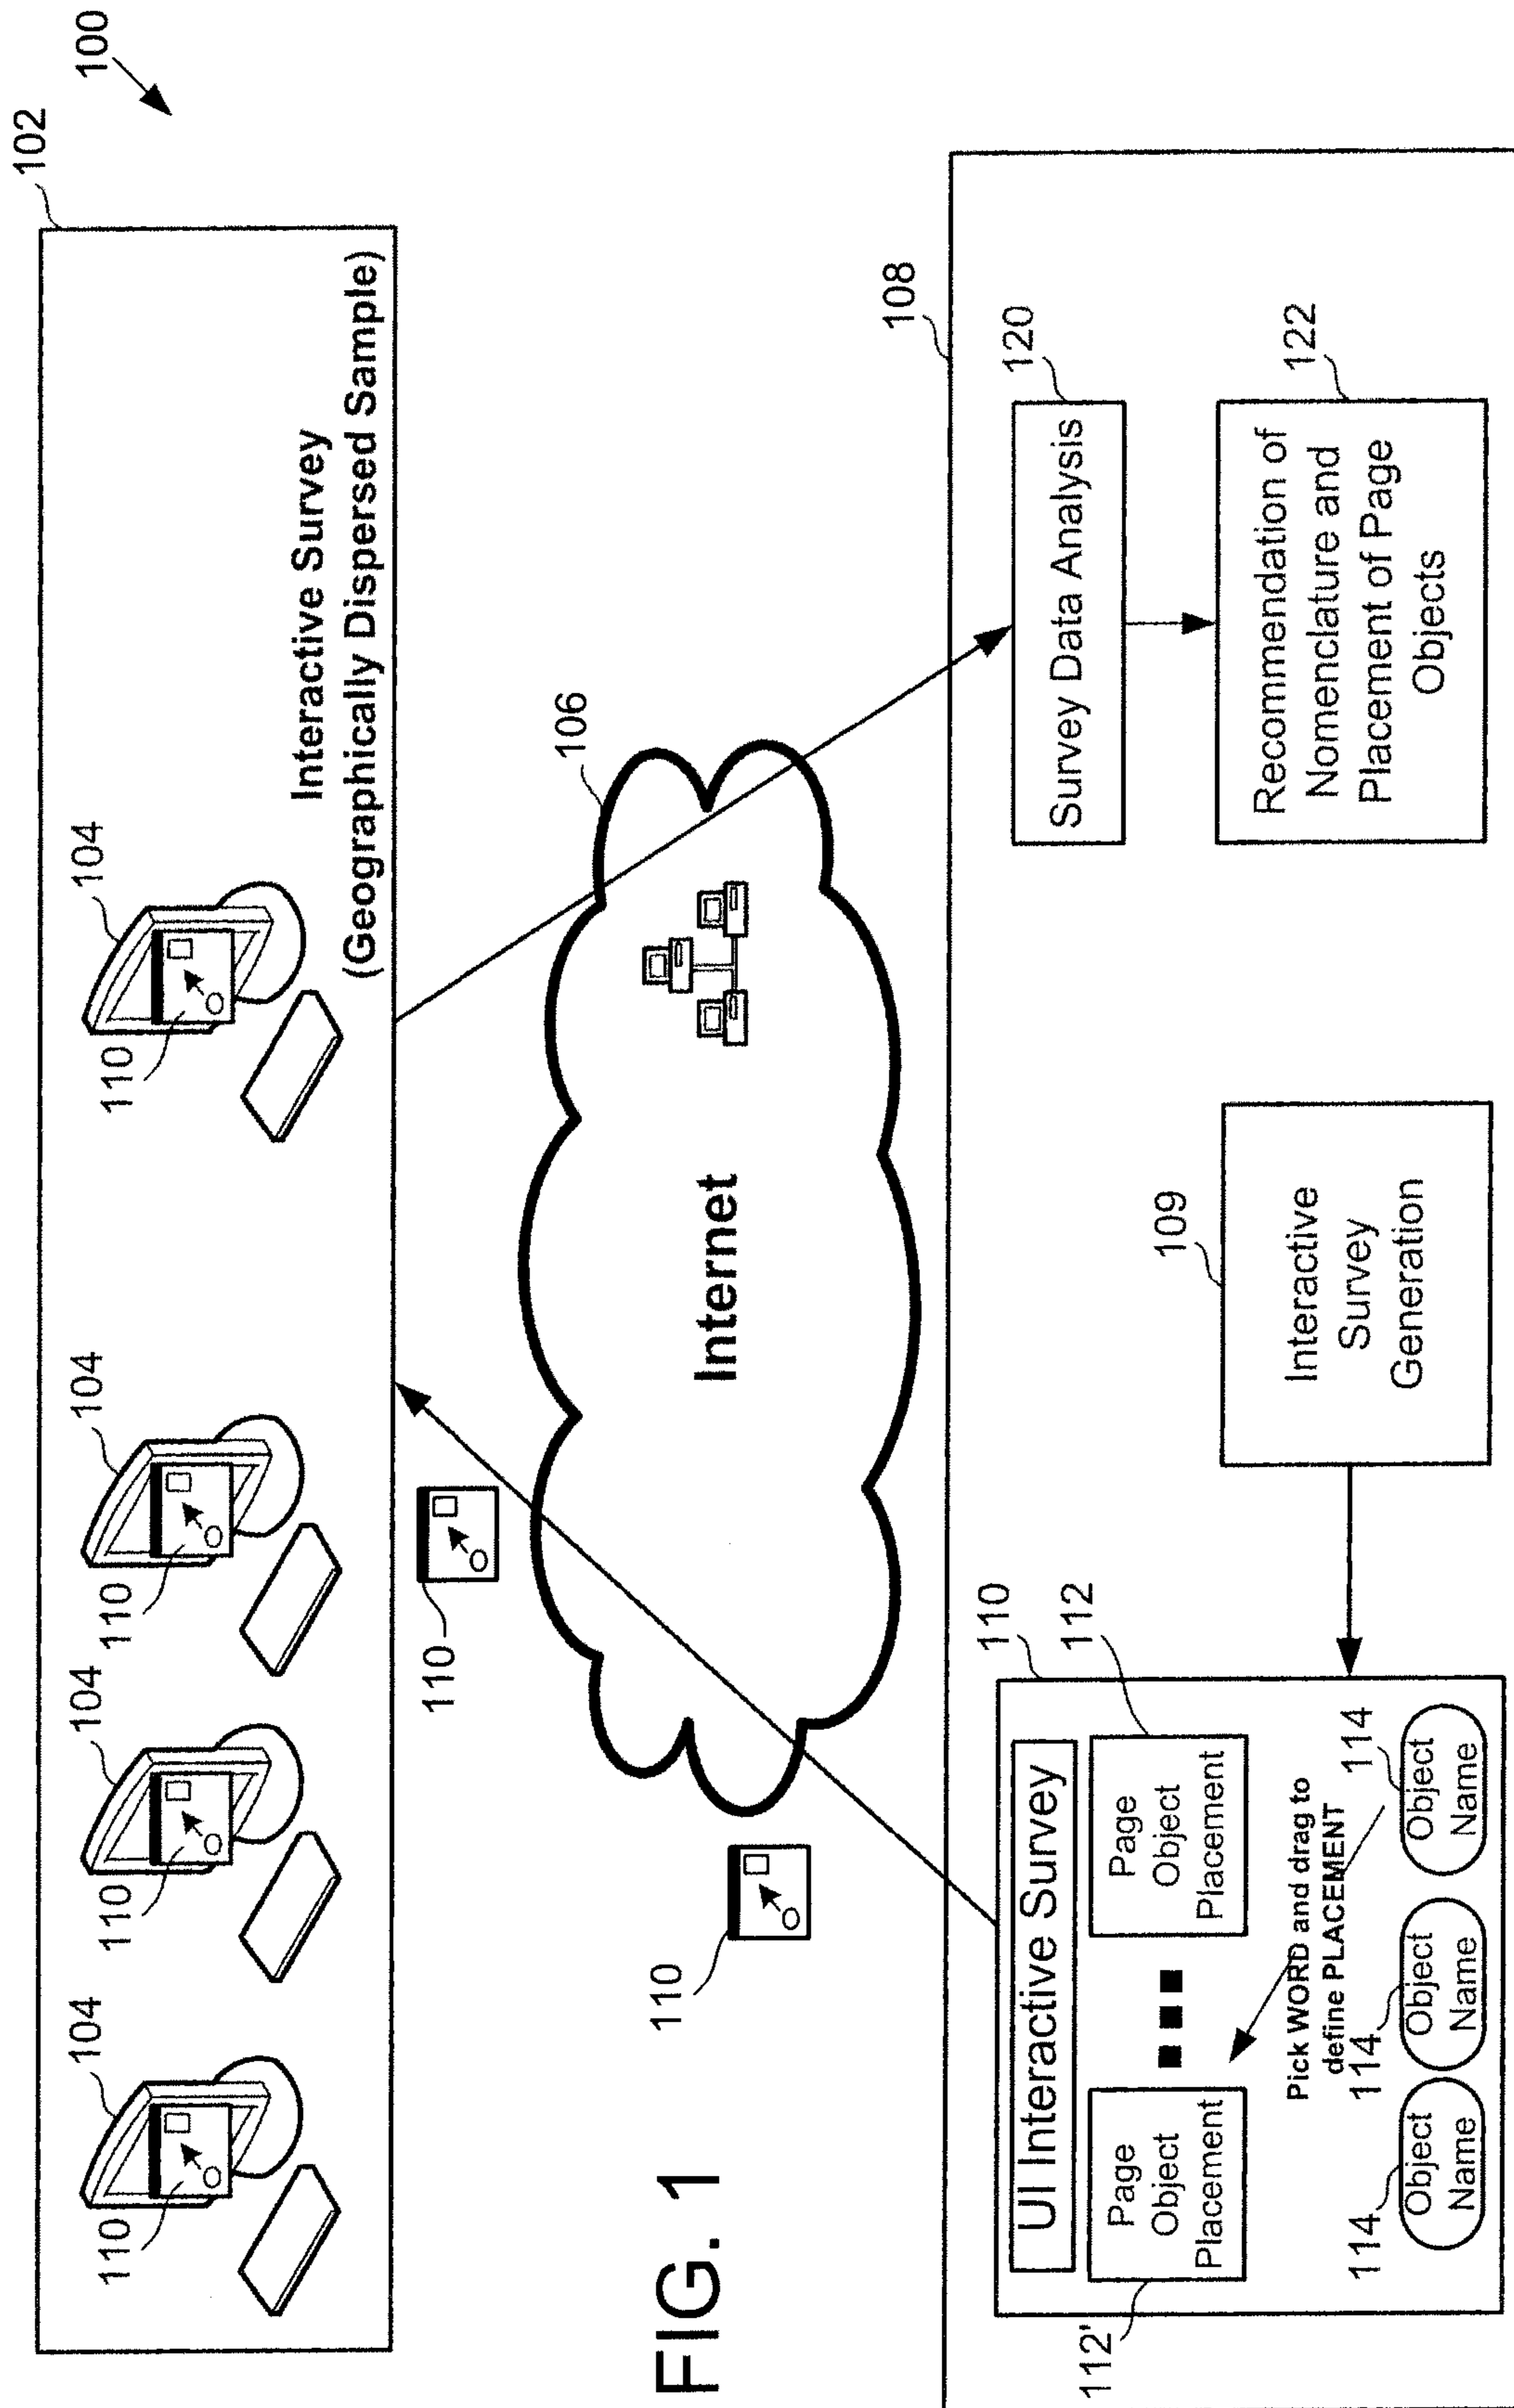 100
102
104
104
104
104
110
110
110
110
Interactive Survey
(Geographically Dispersed Sample)
110
106
110
Internet
FIG. 1
108
110
UI Interactive Survey
112'
112
Page
Object
Placement
Page
Object
Placement
Pick WORD and drag to
define PLACEMENT
114
114
114
Object
Name
Object
Name
Object
Name
109
Interactive
Survey
Generation
120
Survey Data Analysis
122
Recommendation of
Nomenclature and
Placement of Page
Objects